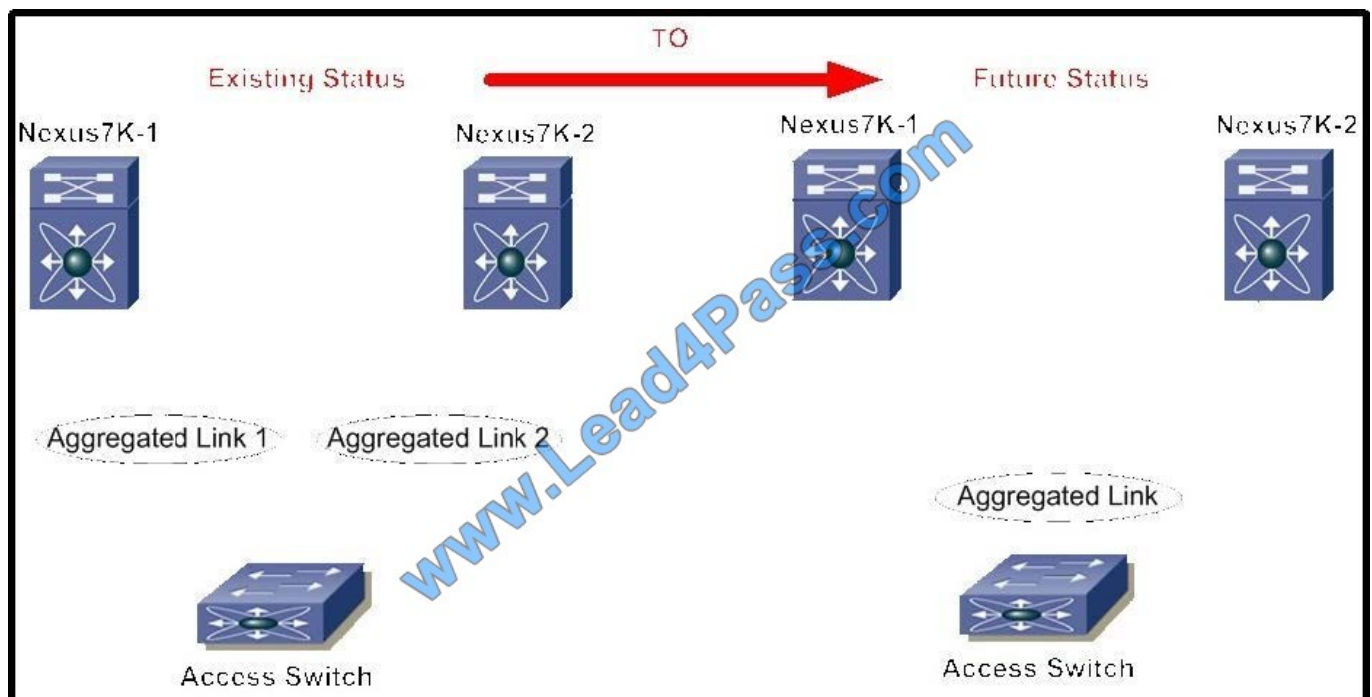 TO
Existing Status
Future Status
Nexus7K-1
Nexus7K-2
Nexus7K-1
Nexus7K-2
Aggregated Link 1
Aggregated Link 2
Aggregated Link
Access Switch
Access Switch
www.Lead4Pass.com